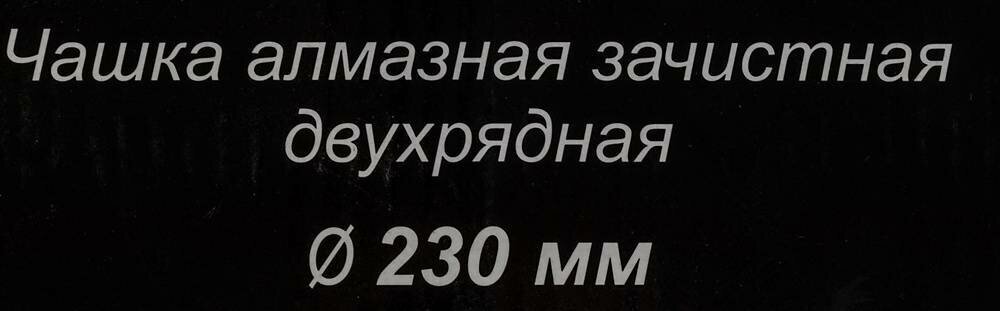 Чашка алмазная зачистная
двухрядная
Ø 230 мм